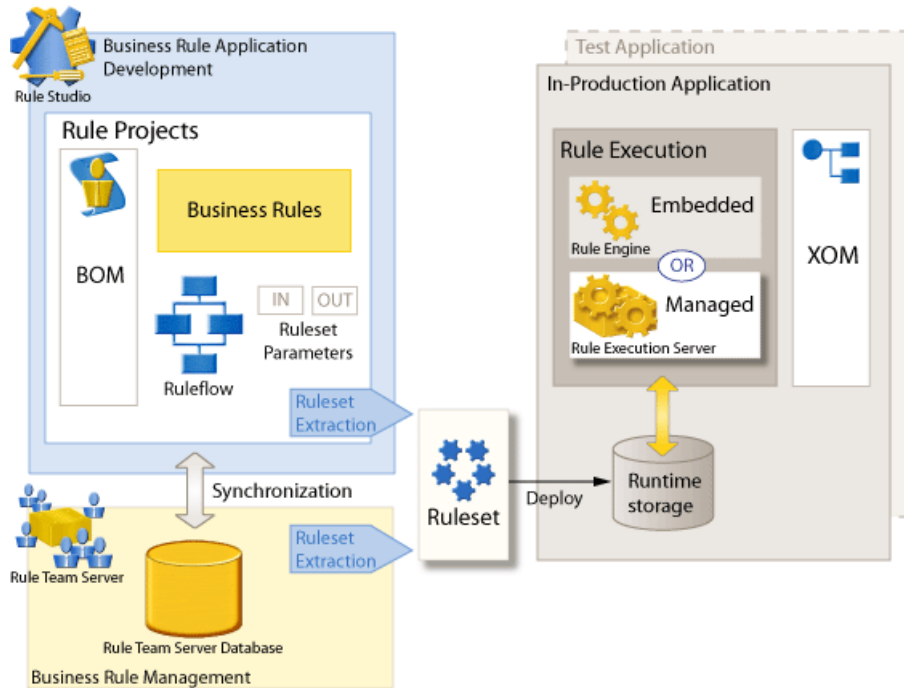 Business Rule Application
Development
Rule Studio
Rule Projects
BOM
Business Rules
Ruleflow
IN
OUT
Ruleset
Parameters
Ruleset
Extraction
Synchronization
Rule Team Server
Rule Team Server Database
Business Rule Management
Ruleset
Extraction
Ruleset
Deploy
Test Application
In-Production Application
Rule Execution
Embedded
Rule Engine
OR
Managed
Rule Execution Server
XOM
Runtime
storage